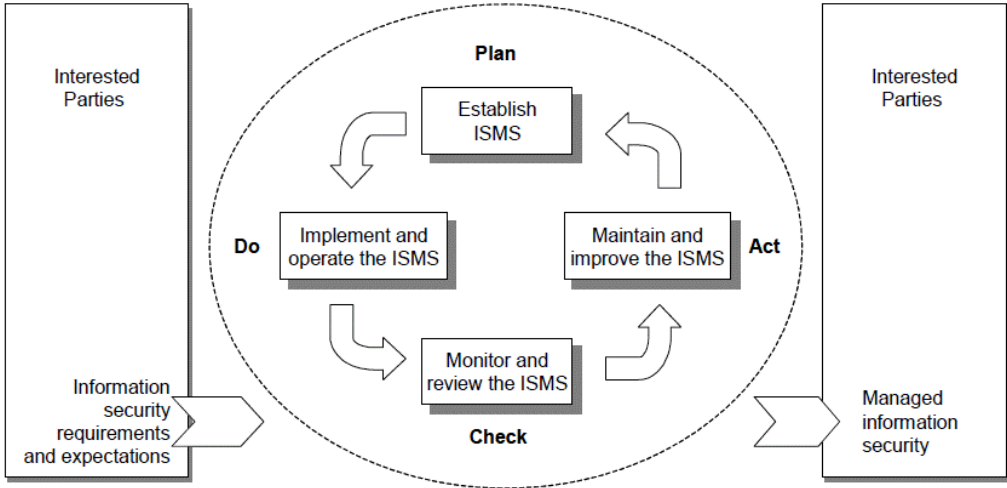 Interested
Parties
Information
security
requirements
and expectations
Plan
Establish
ISMS
Do
Implement and
operate the ISMS
Maintain and
improve the ISMS
Act
Monitor and
review the ISMS
Check
Interested
Parties
Managed
information
security